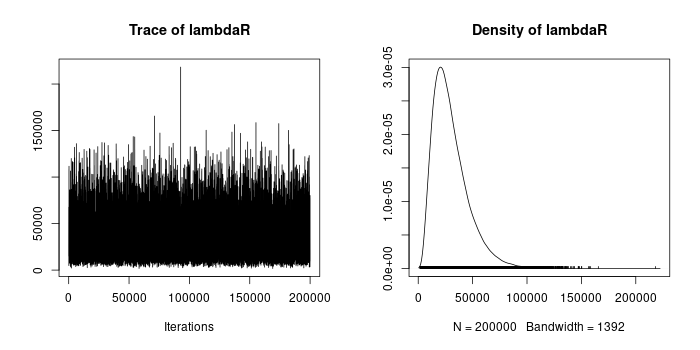 Trace of lambdaR
150000
50000
0
0
50000
100000
150000
200000
Iterations
Density of lambdaR
3.0e-05
2.0e-05
1.0e-05
0.0e+00
0
50000
100000
150000
200000
N = 200000 Bandwidth = 1392